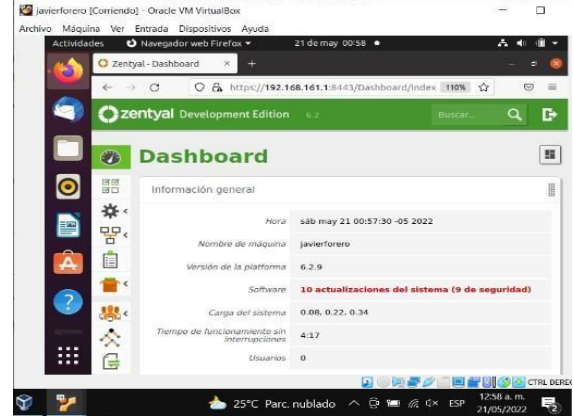 javierforero [Corriendo] - Oracle VM VirtualBox
Archivo Máquina Ver Entrada Dispositivos Ayuda
Actividades Navegador web Firefox 21 de may 00:58
Zentyal - Dashboard × +
https://192.168.161.1:8443/Dashboard/Index 110%
zentyal Development Edition 6.2 Buscar...
Dashboard
Información general
Hora sáb may 21 00:57:30 -05 2022
Nombre de máquina javierforero
Versión de la plataforma 6.2.9
Software 10 actualizaciones del sistema (9 de seguridad)
Carga del sistema 0.08, 0.22, 0.34
Tiempo de funcionamiento sin
interrupciones 4:17
Usuarios 0
CTRL DEREC
25°C Parc. nublado ESP 12:58 a. m.
21/05/2022 2